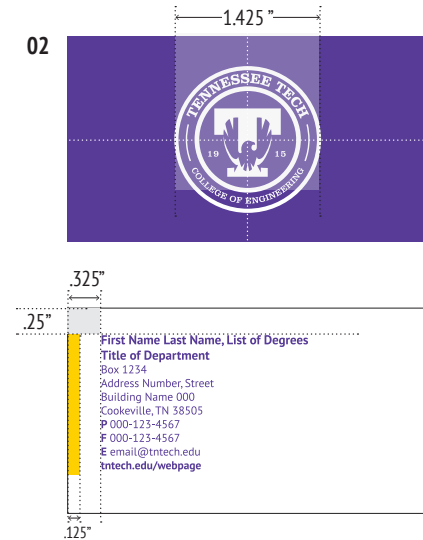 1.425”
02
TENNESSEE TECH
19 15
COLLEGE OF ENGINEERING
.325”
.25”
First Name Last Name, List of Degrees
Title of Department
Box 1234
Address Number, Street
Building Name 000
Cookeville, TN 38505
P 000-123-4567
F 000-123-4567
E email@tntech.edu
tntech.edu/webpage
.125”